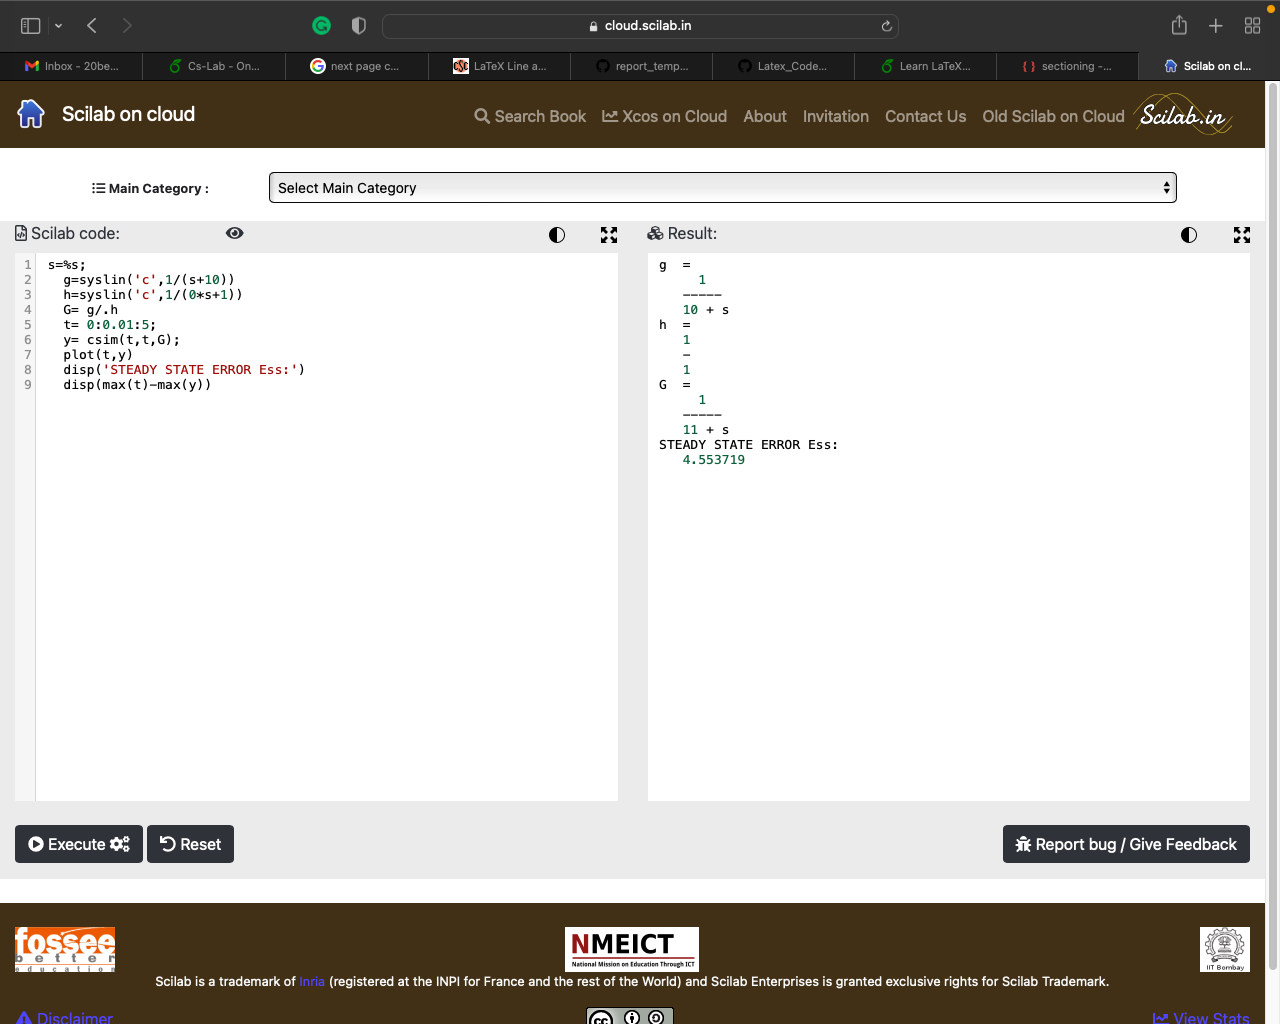 cloud.scilab.in
Inbox - 20be...
Cs-Lab - On...
next page c...
LaTeX Line a...
report_temp...
Latex_Code...
Learn LaTeX...
sectioning -...
Scilab on cl...
Scilab on cloud
Search Book
Xcos on Cloud
About
Invitation
Contact Us
Old Scilab on Cloud
Scilab.in
Main Category :
Select Main Category
Scilab code:
1 s=%s;
2 g=syslin('c',1/(s+10))
3 h=syslin('c',1/(0*s+1))
4 G= g/.h
5 t= 0:0.01:5;
6 y= csim(t,t,G);
7 plot(t,y)
8 disp('STEADY STATE ERROR Ess:')
9 disp(max(t)-max(y))
Result:
g =
1
-----
10 + s
h =
1
-
1
G =
1
-----
11 + s
STEADY STATE ERROR Ess:
4.553719
Execute
Reset
Report bug / Give Feedback
fossee
better
education
NMEICT
National Mission on Education Through ICT
IIT Bombay
Scilab is a trademark of Inria (registered at the INPI for France and the rest of the World) and Scilab Enterprises is granted exclusive rights for Scilab Trademark.
Disclaimer
cc
View Stats